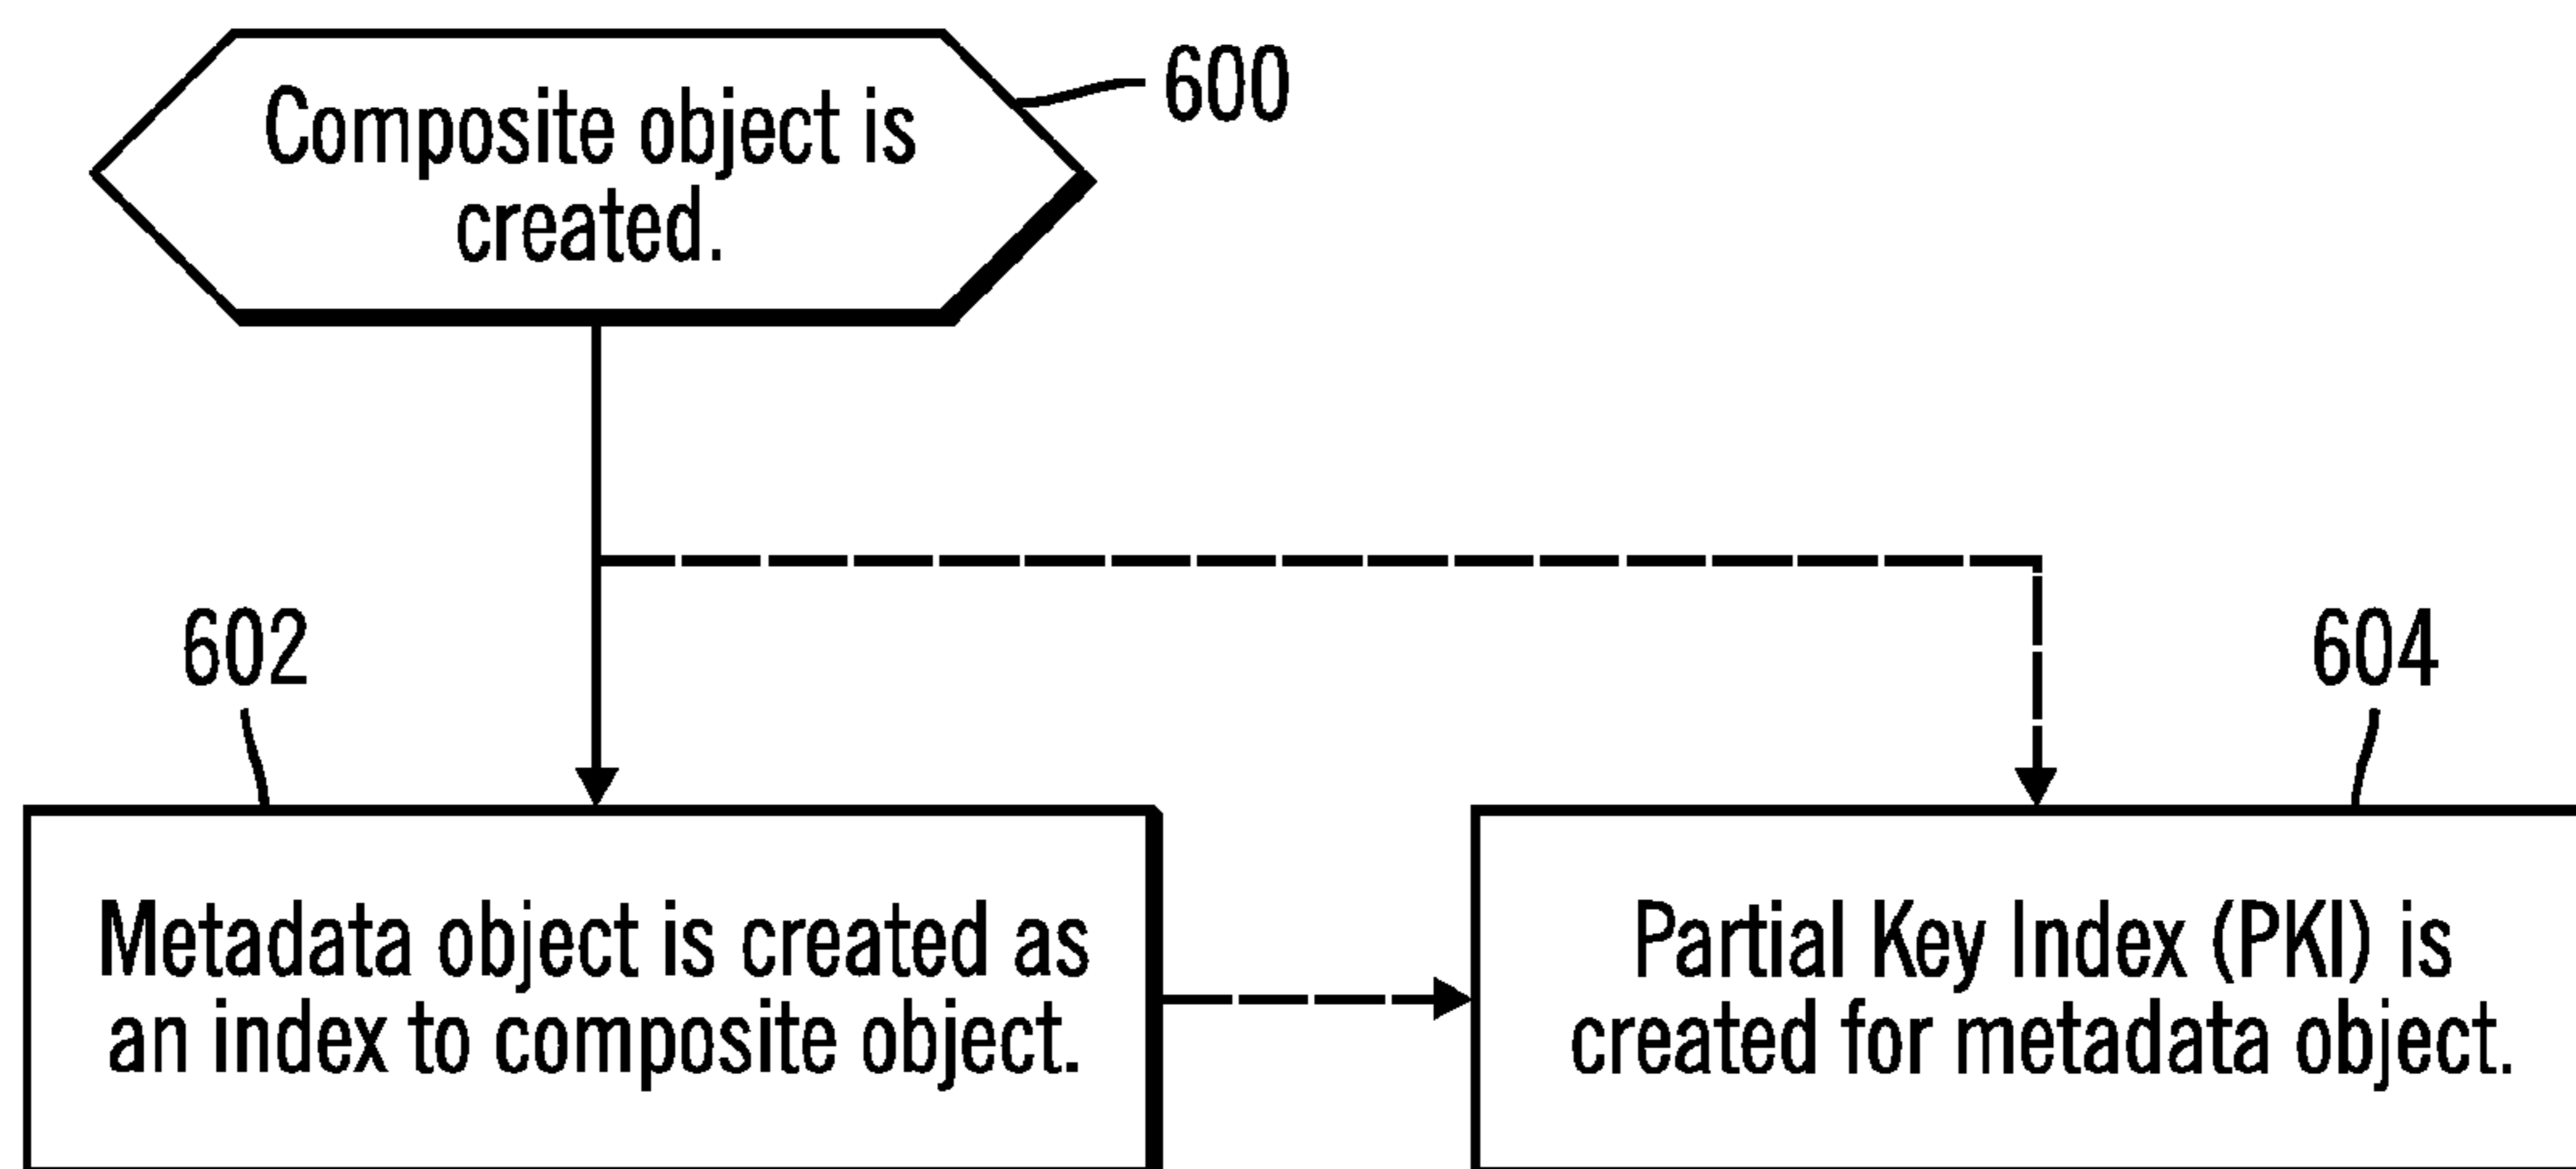 Composite object is
created.
600
602
604
Metadata object is created as
an index to composite object.
Partial Key Index (PKI) is
created for metadata object.